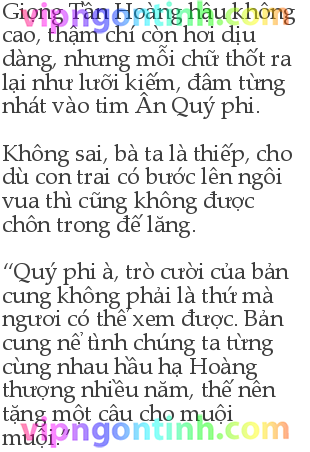 Giọng Tần Hoàng hậu không
cao, thậm chí còn hơi dịu
dàng, nhưng mỗi chữ thốt ra
lại như lưỡi kiếm, đâm từng
nhát vào tim Ân Quý phi.
Không sai, bà ta là thiếp, cho
dù con trai có bước lên ngôi
vua thì cũng không được
chôn trong đế lăng.
“Quý phi à, trò cười của bản
cung không phải là thứ mà
ngươi có thể xem được. Bản
cung nể tình chúng ta từng
cùng nhau hầu hạ Hoàng
thượng nhiều năm, thế nên
tặng một câu cho muội
muội.”
vipngontinh.com
vipngontinh.com
vipngontinh.com